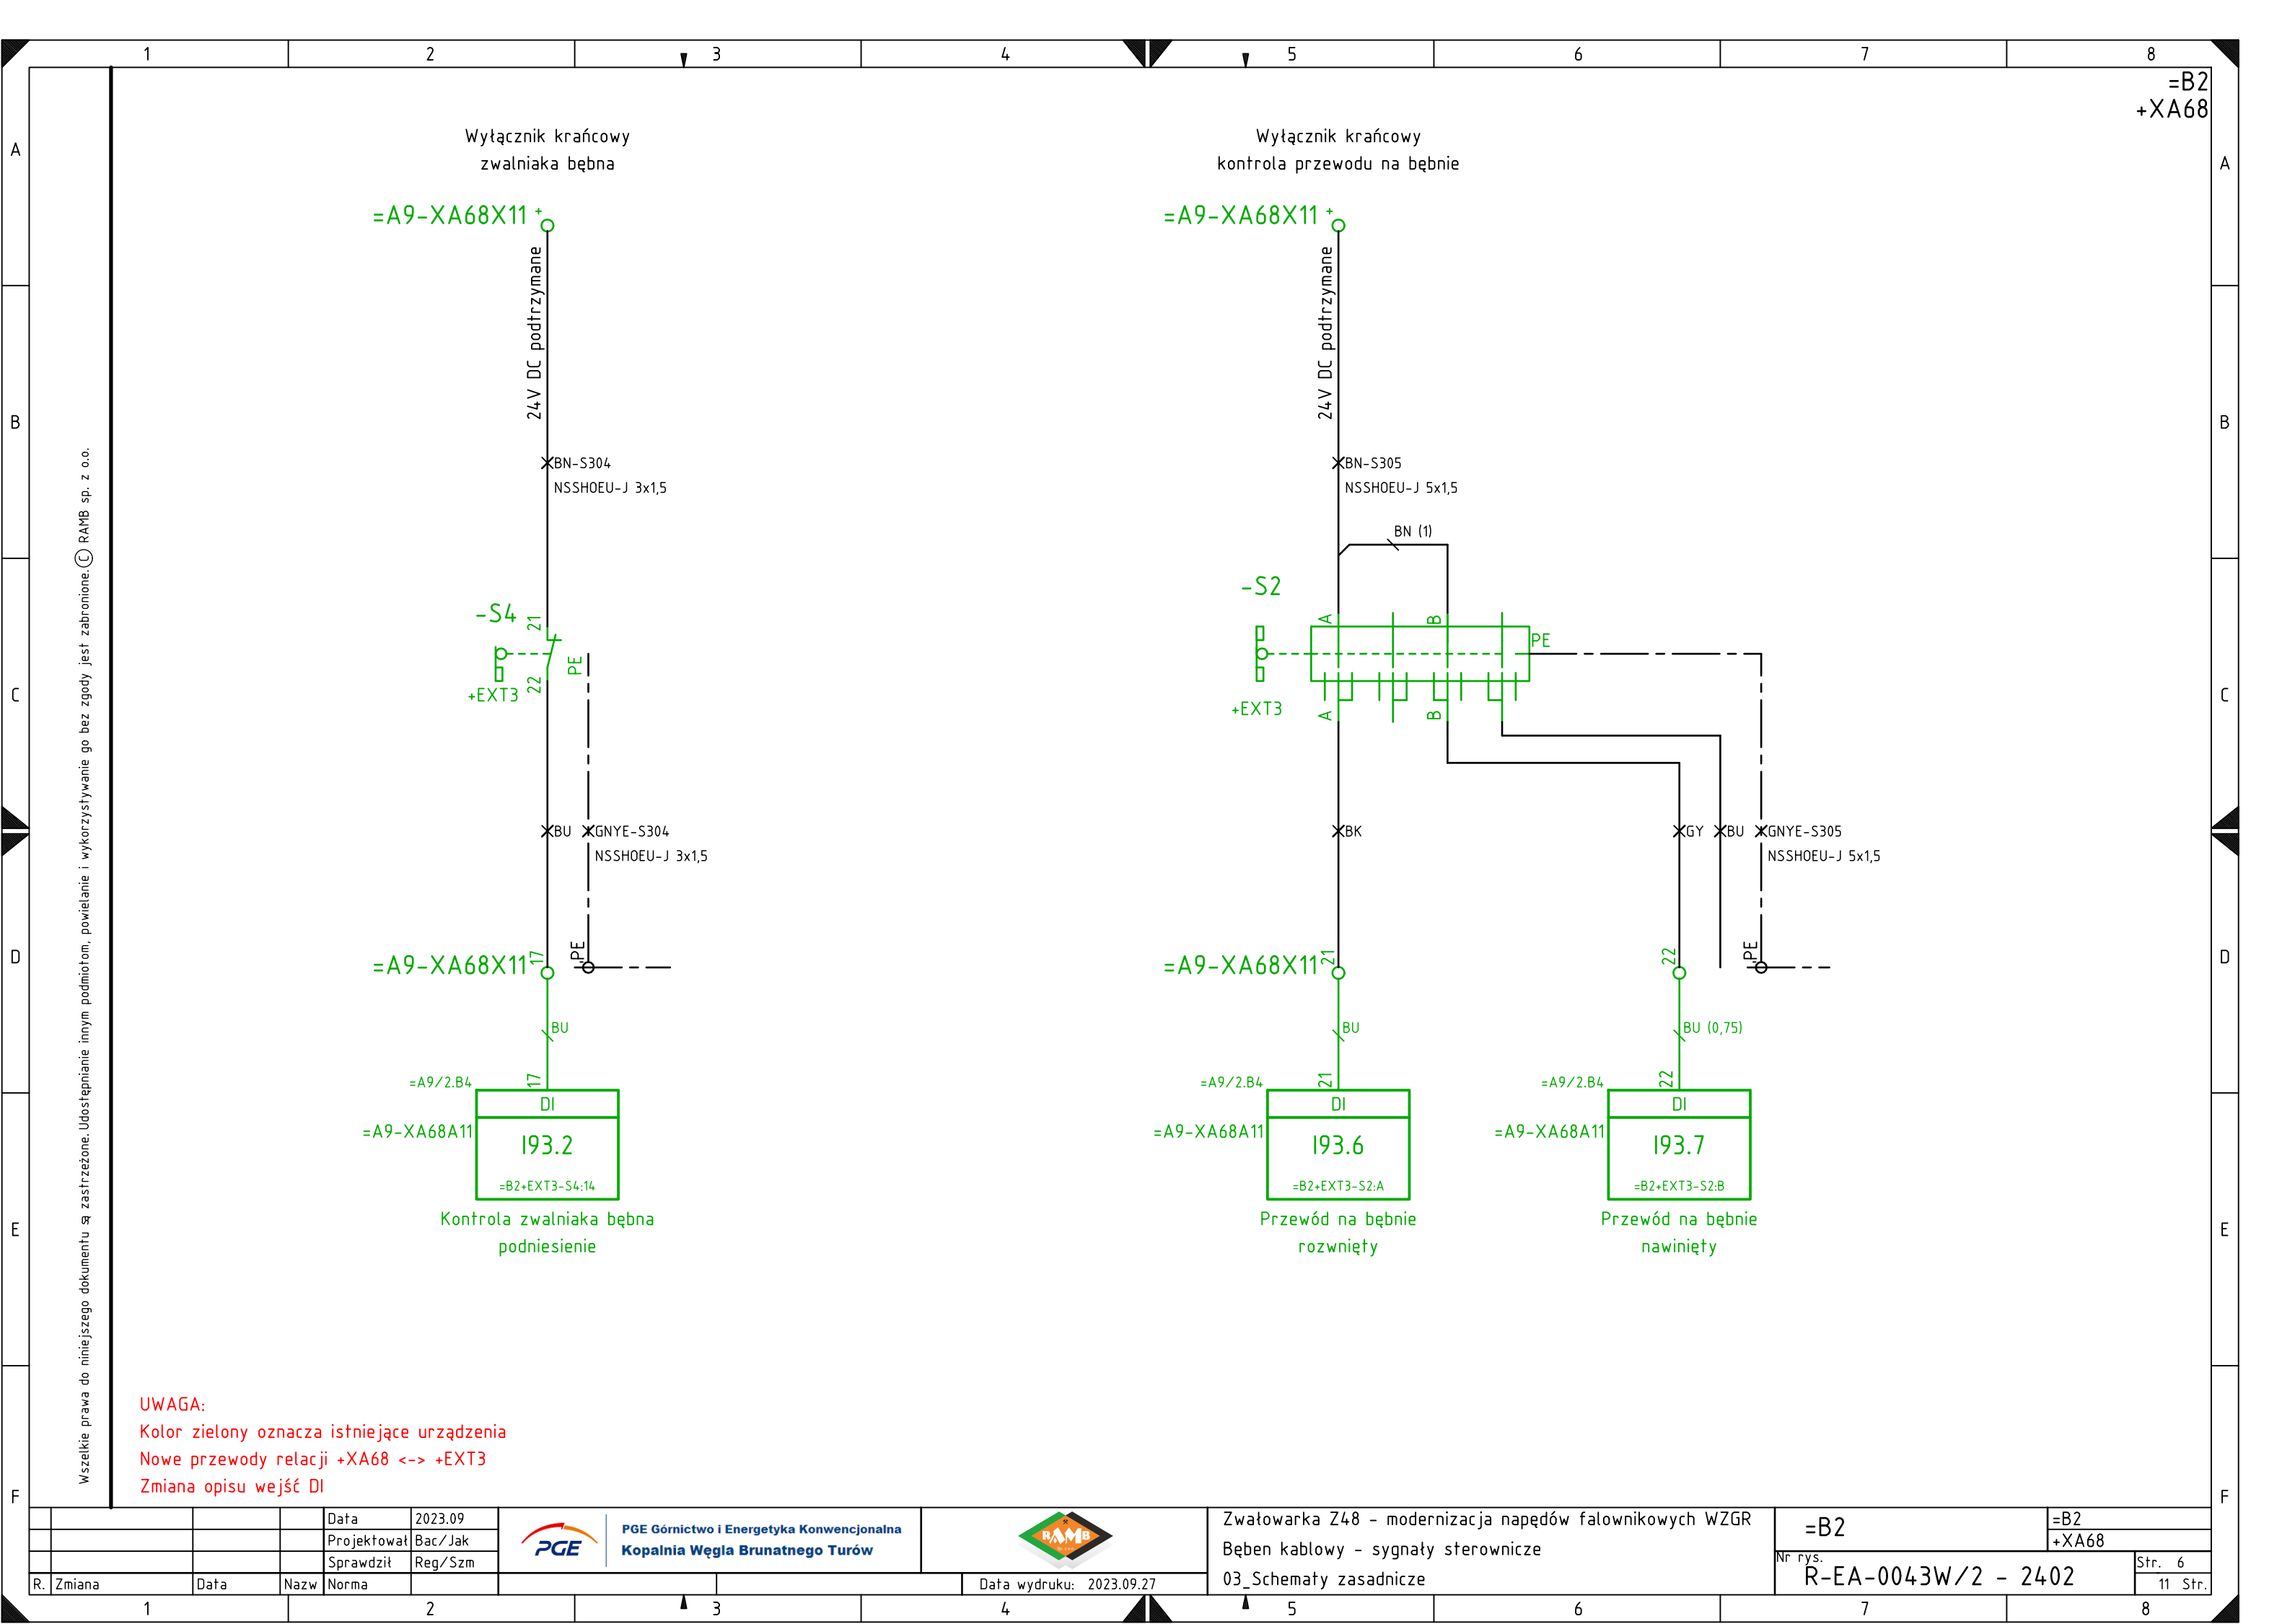 1 2 3 4 5 6 7 8
=B2
+XA68
A
A
B
B
C
C
D
D
E
E
F
F
Wszelkie prawa do niniejszego dokumentu są zastrzeżone. Udostępnianie innym podmiotom, powielanie i wykorzystywanie go bez zgody jest zabronione. C RAMB sp. z o.o.
Wyłącznik krańcowy
zwalniaka bębna
=A9-XA68X11 +
24V DC podtrzymane
BN-S304
NSSHOEU-J 3x1,5
-S4
21
22
PE
+EXT3
BU
GNYE-S304
NSSHOEU-J 3x1,5
=A9-XA68X11 17
PE
BU
=A9/2.B4
17
DI
=A9-XA68A11
I93.2
=B2+EXT3-S4:14
Kontrola zwalniaka bębna
podniesienie
Wyłącznik krańcowy
kontrola przewodu na bębnie
=A9-XA68X11 +
24V DC podtrzymane
BN-S305
NSSHOEU-J 5x1,5
BN (1)
-S2
A
B
PE
+EXT3
A
B
BK
GY
BU
GNYE-S305
NSSHOEU-J 5x1,5
=A9-XA68X11 21
22
PE
BU
BU (0,75)
=A9/2.B4
21
DI
=A9-XA68A11
I93.6
=B2+EXT3-S2:A
Przewód na bębnie
rozwnięty
=A9/2.B4
22
DI
=A9-XA68A11
I93.7
=B2+EXT3-S2:B
Przewód na bębnie
nawinięty
UWAGA:
Kolor zielony oznacza istniejące urządzenia
Nowe przewody relacji +XA68 <-> +EXT3
Zmiana opisu wejść DI
Data 2023.09
Projektował Bac/Jak
Sprawdził Reg/Szm
R. Zmiana Data Nazw Norma
PGE
PGE Górnictwo i Energetyka Konwencjonalna
Kopalnia Węgla Brunatnego Turów
RAMB
Data wydruku: 2023.09.27
Zwałowarka Z48 - modernizacja napędów falownikowych WZGR
Bęben kablowy - sygnały sterownicze
03_Schematy zasadnicze
=B2
=B2
+XA68
Nr rys.
R-EA-0043W/2 - 2402
Str. 6
11 Str.
1 2 3 4 5 6 7 8